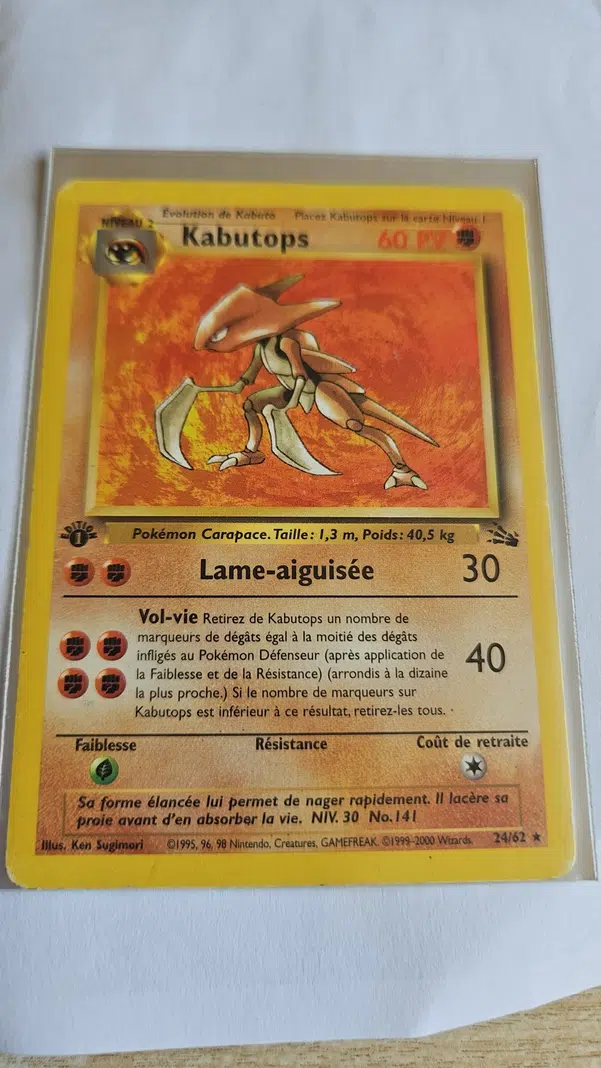 NIVEAU 2
Évolution de Kabuto Placez Kabutops sur la carte Niveau 1
Kabutops 60 PV
EDITION 1
Pokémon Carapace. Taille: 1,3 m, Poids: 40,5 kg
Lame-aiguisée 30
Vol-vie Retirez de Kabutops un nombre de
marqueurs de dégâts égal à la moitié des dégâts
infligés au Pokémon Défenseur (après application de
la Faiblesse et de la Résistance) (arrondis à la dizaine
la plus proche.) Si le nombre de marqueurs sur
Kabutops est inférieur à ce résultat, retirez-les tous.
40
Faiblesse Résistance Coût de retraite
Sa forme élancée lui permet de nager rapidement. Il lacère sa
proie avant d'en absorber la vie. NIV. 30 No. 141
Illus. Ken Sugimori ©1995, 96, 98 Nintendo, Creatures, GAMEFREAK. ©1999-2000 Wizards. 24/62 ★